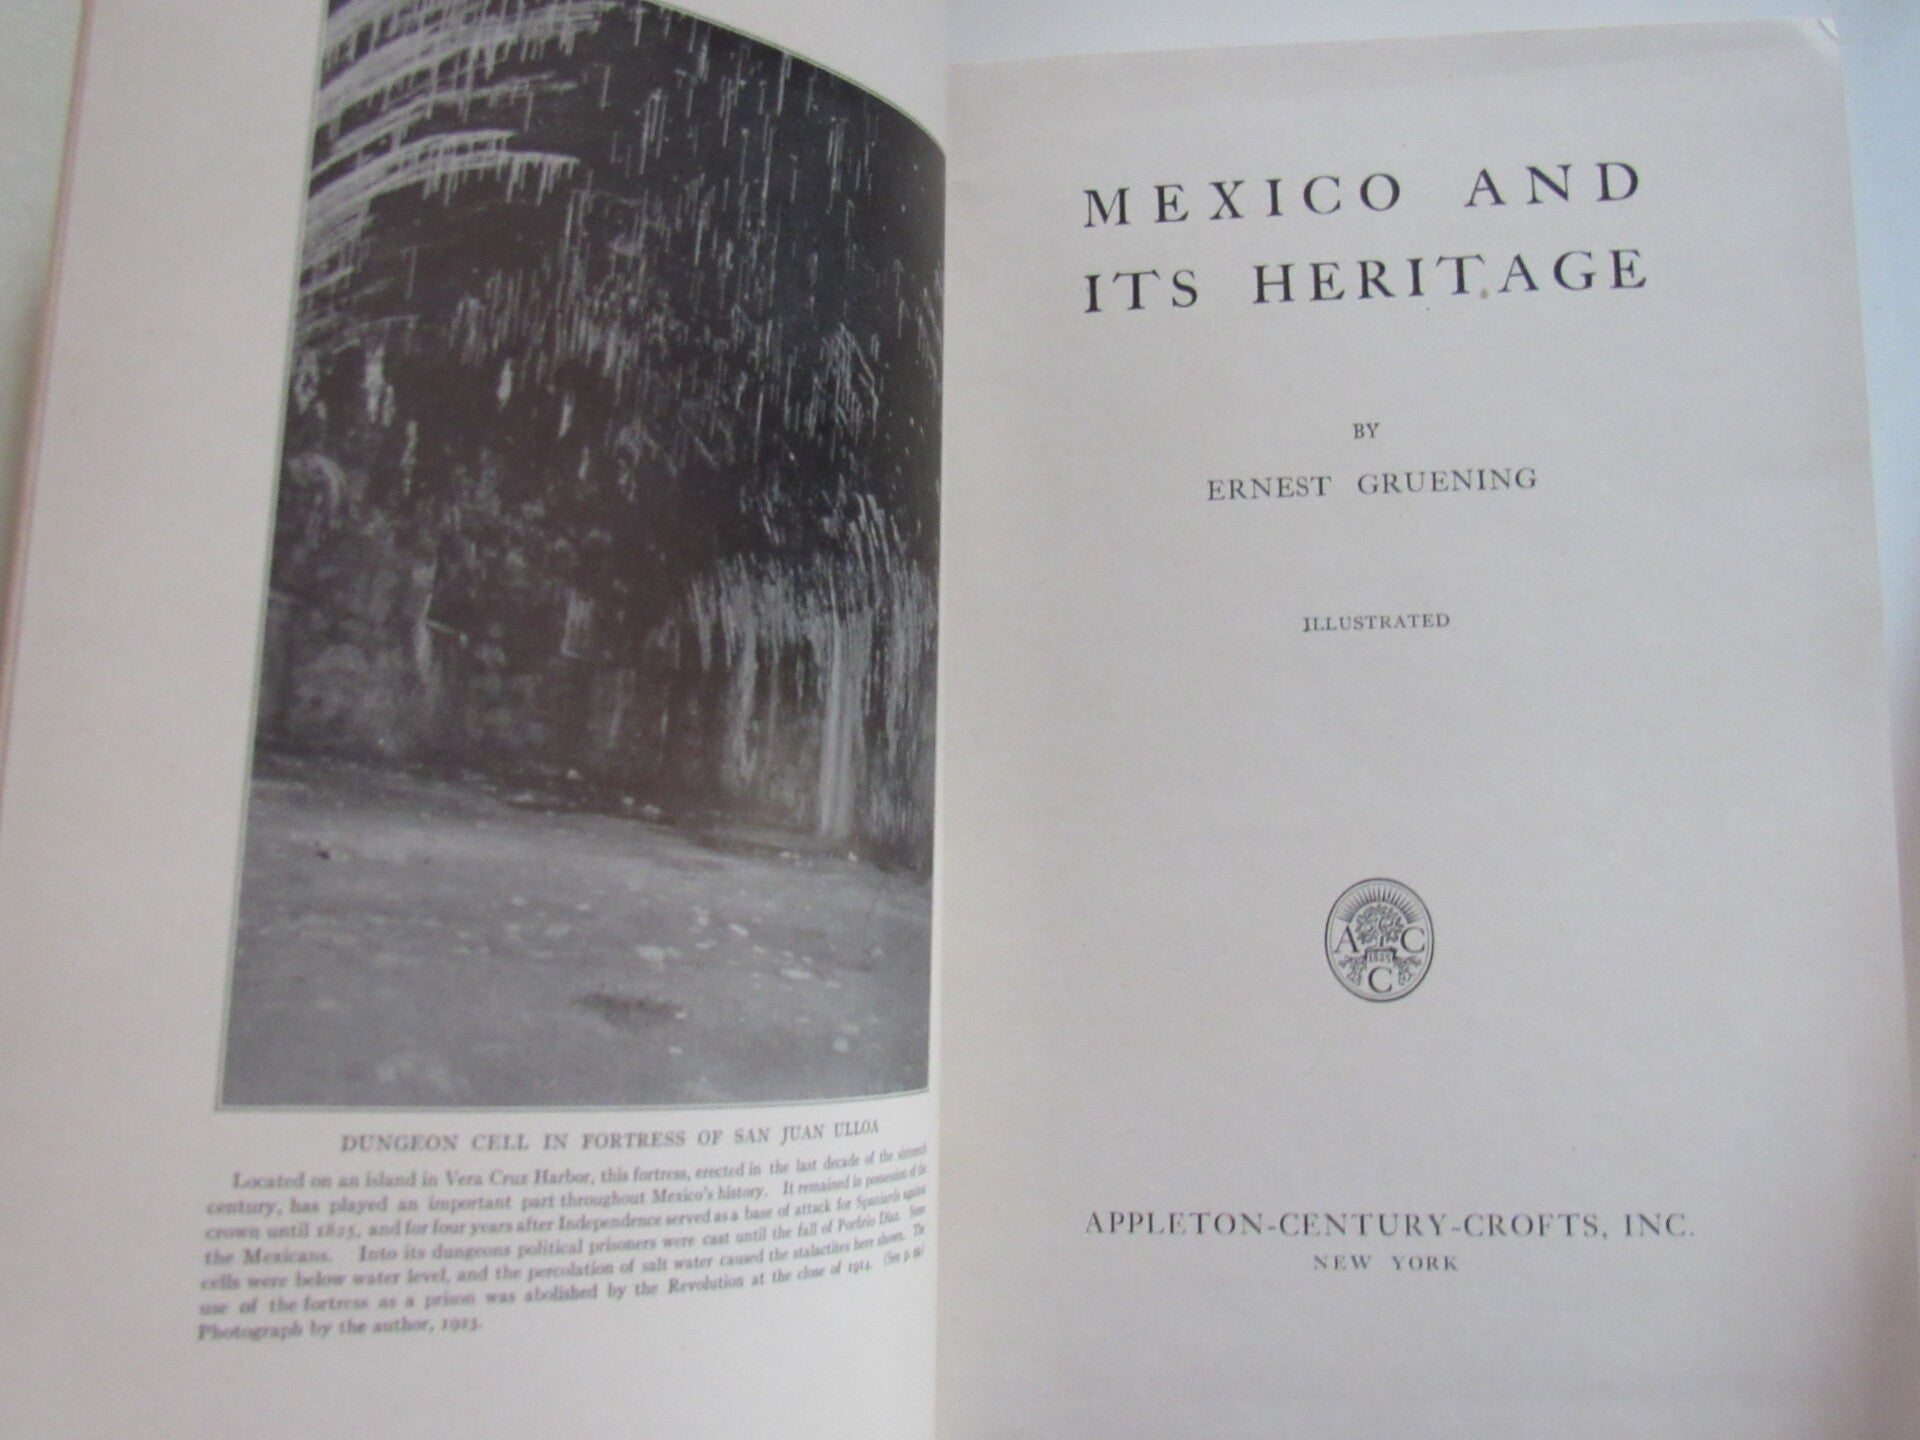 DUNGEON CELL IN FORTRESS OF SAN JUAN ULLOA
Located on an island in Vera Cruz Harbor, this fortress, erected in the last decade of the sixteenth
century, has played an important part throughout Mexico's history. It remained in possession of the
crown until 1825, and for four years after Independence served as a base of attack for Spaniards against
the Mexicans. Into its dungeons political prisoners were cast until the fall of Porfirio Diaz. Some
cells were below water level, and the percolation of salt water caused the stalactites here shown. The
use of the fortress as a prison was abolished by the Revolution at the close of 1914. (See p.
Photograph by the author,
MEXICO AND
ITS HERITAGE
BY
ERNEST GRUENING
ILLUSTRATED
A C
1825
C
APPLETON-CENTURY-CROFTS, INC.
NEW YORK